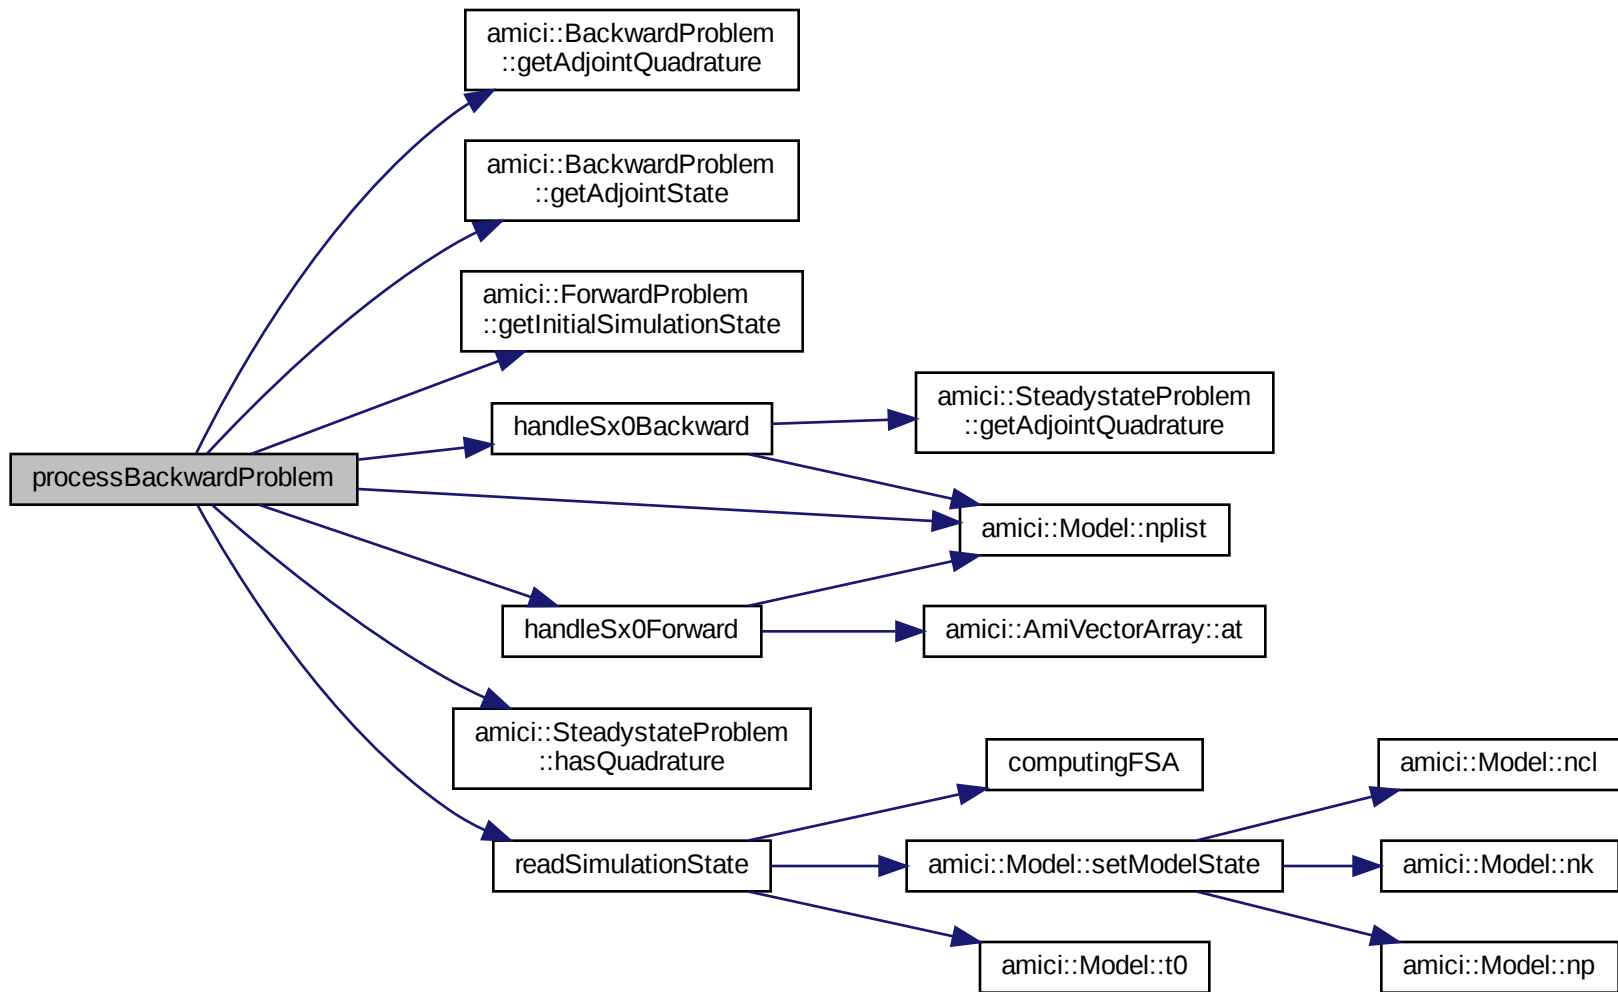 amici::BackwardProblem
::getAdjointQuadrature
amici::BackwardProblem
::getAdjointState
amici::ForwardProblem
::getInitialSimulationState
amici::SteadystateProblem
::getAdjointQuadrature
handleSx0Backward
processBackwardProblem
amici::Model::nplist
handleSx0Forward
amici::AmiVectorArray::at
amici::SteadystateProblem
::hasQuadrature
computingFSA
amici::Model::ncl
readSimulationState
amici::Model::setModelState
amici::Model::nk
amici::Model::t0
amici::Model::np